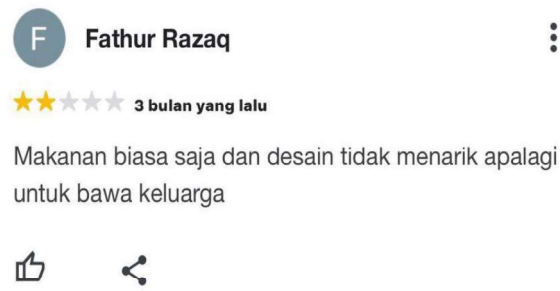 F
Fathur Razaq
3 bulan yang lalu
Makanan biasa saja dan desain tidak menarik apalagi
untuk bawa keluarga